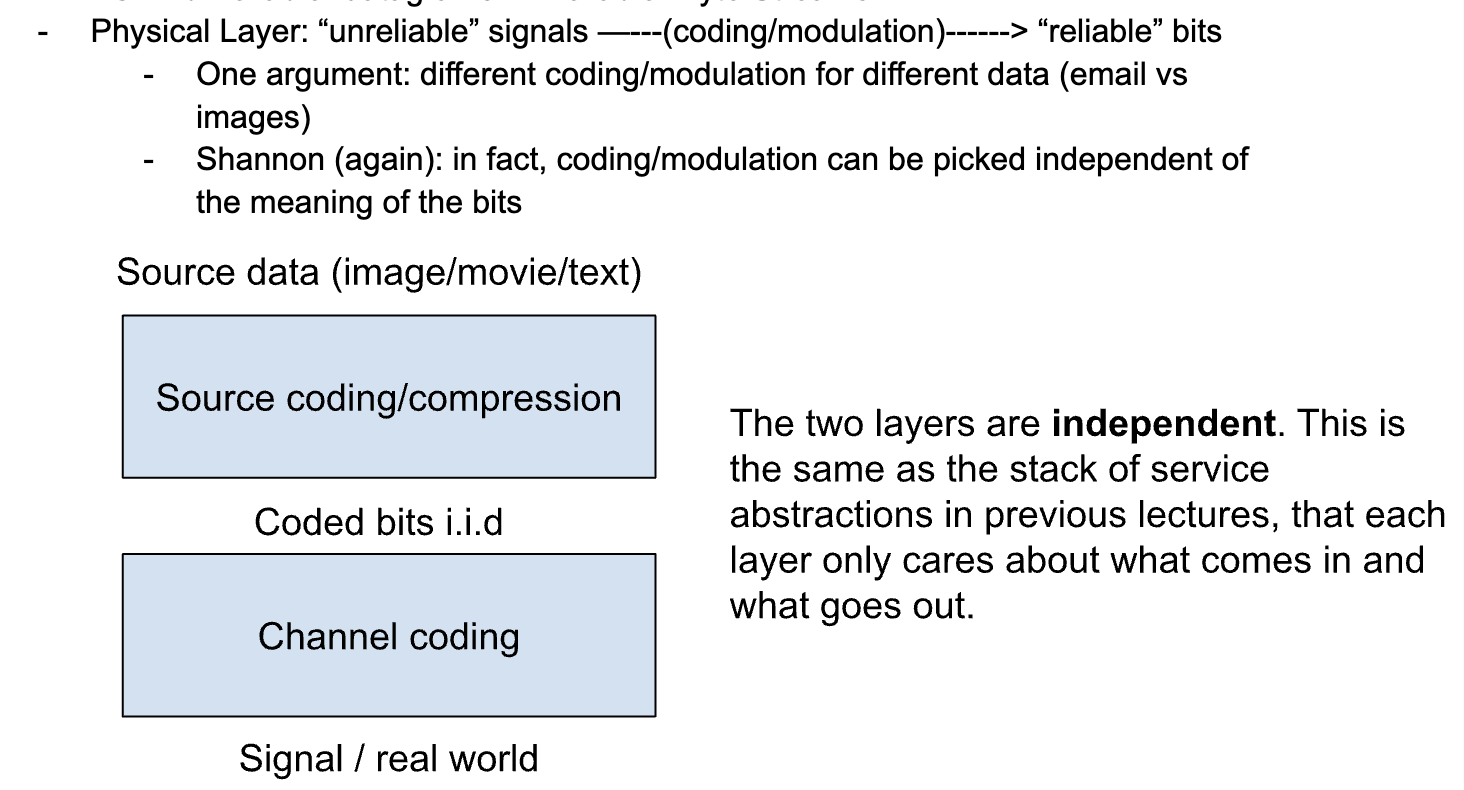 - Physical Layer: “unreliable” signals —---(coding/modulation)------> “reliable” bits
- One argument: different coding/modulation for different data (email vs
images)
- Shannon (again): in fact, coding/modulation can be picked independent of
the meaning of the bits
Source data (image/movie/text)
Source coding/compression
Coded bits i.i.d
Channel coding
Signal / real world
The two layers are independent. This is
the same as the stack of service
abstractions in previous lectures, that each
layer only cares about what comes in and
what goes out.